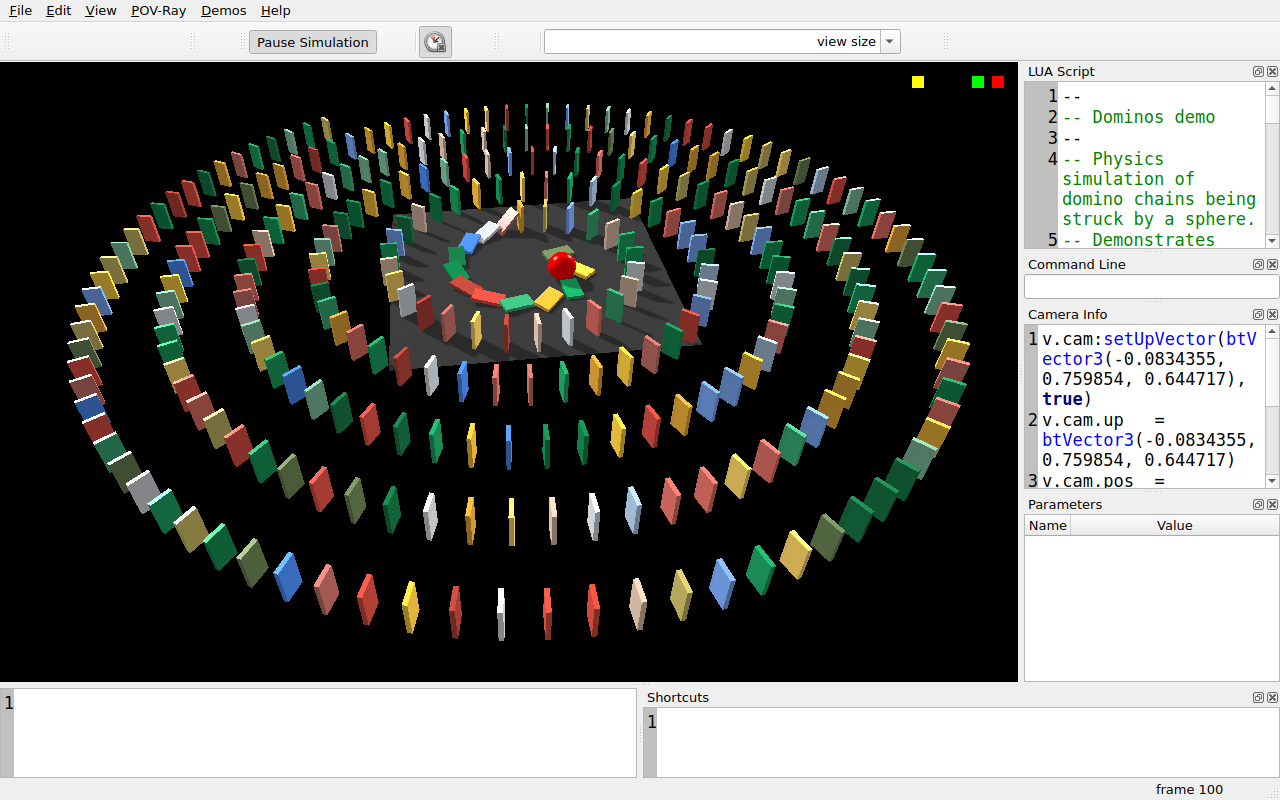 File Edit View POV-Ray Demos Help
Pause Simulation
view size
LUA Script
1 --
2 -- Dominos demo
3 --
4 -- Physics
simulation of
domino chains being
struck by a sphere.
5 -- Demonstrates
Command Line
Camera Info
1 v.cam:setUpVector(btV
ector3(-0.0834355,
0.759854, 0.644717),
true)
2 v.cam.up   =
btVector3(-0.0834355,
0.759854, 0.644717)
3 v.cam.pos  =
Parameters
Name Value
1
Shortcuts
1
frame 100